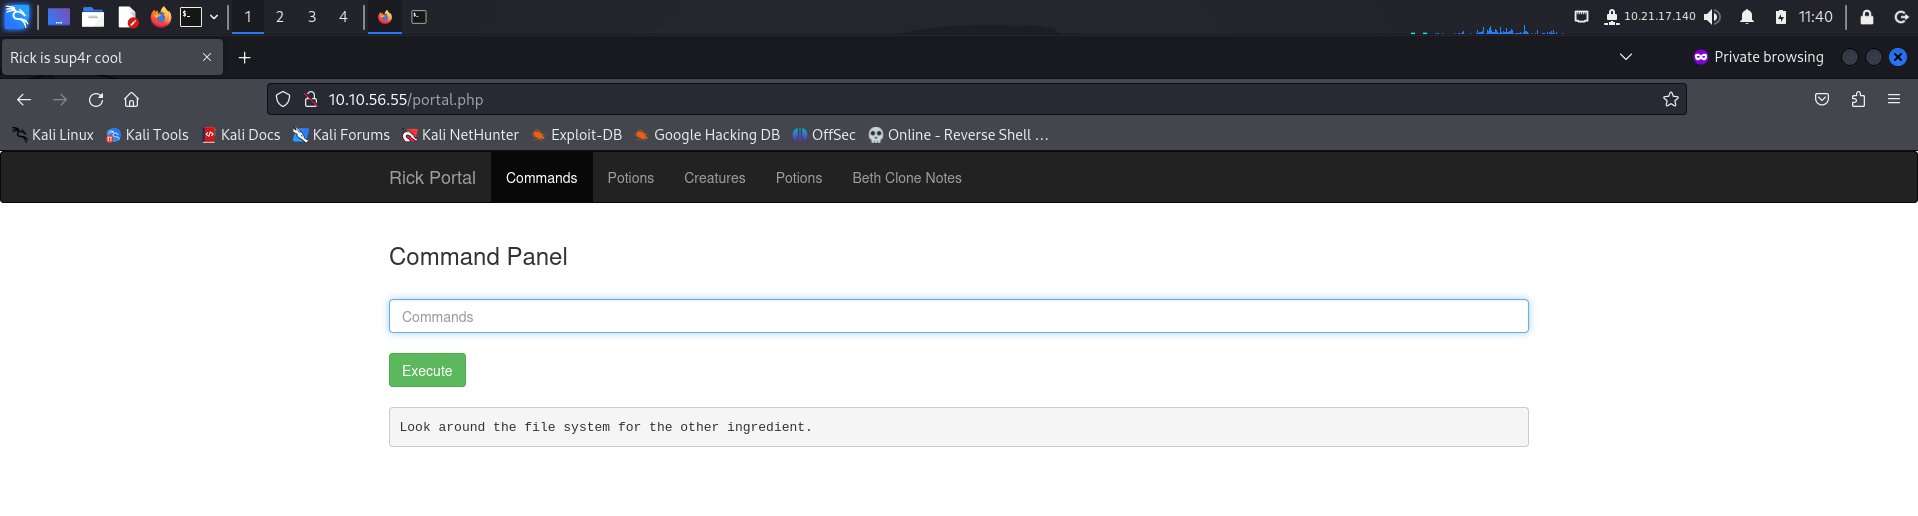 1 2 3 4 10.21.17.140 11:40
Rick is sup4r cool Private browsing
10.10.56.55/portal.php
Kali Linux Kali Tools Kali Docs Kali Forums Kali NetHunter Exploit-DB Google Hacking DB OffSec Online - Reverse Shell ...
Rick Portal Commands Potions Creatures Potions Beth Clone Notes
Command Panel
Commands
Execute
Look around the file system for the other ingredient.